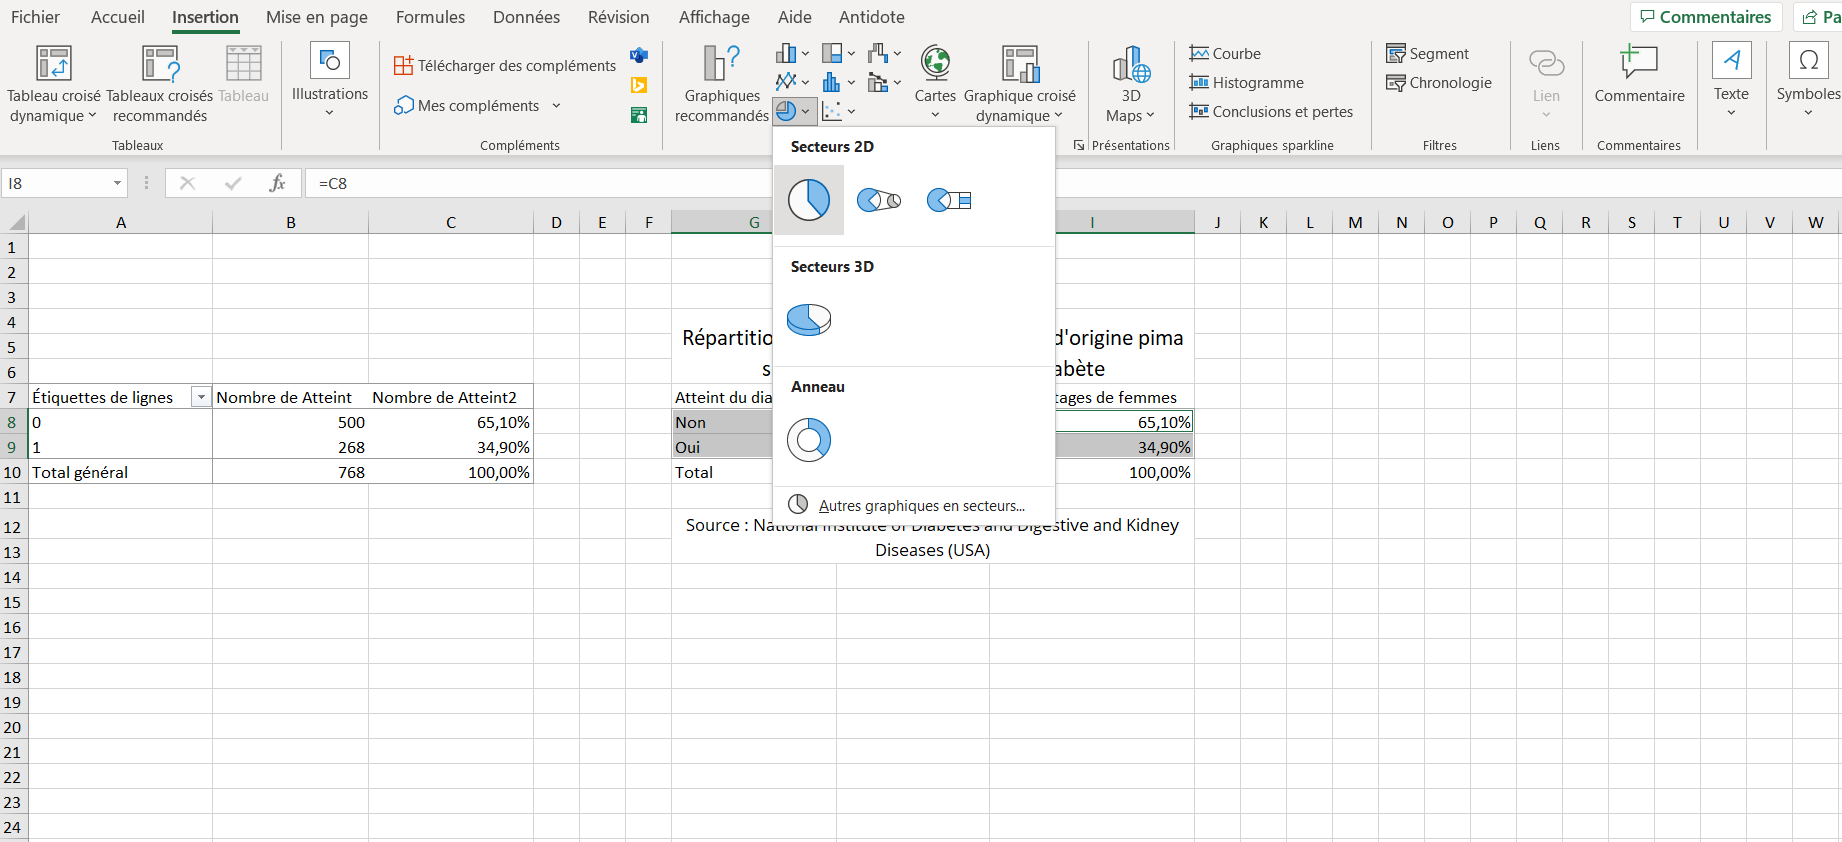 Fichier Accueil Insertion Mise en page Formules Données Révision Affichage Aide Antidote Commentaires Pa
Tableau croisé dynamique
Tableaux croisés recommandés
Tableau
Tableaux
Illustrations
Télécharger des compléments
Mes compléments
Compléments
Graphiques recommandés
Cartes
Graphique croisé dynamique
3D Maps
Présentations
Courbe
Histogramme
Conclusions et pertes
Graphiques sparkline
Segment
Chronologie
Filtres
Lien
Liens
Commentaire
Commentaires
Texte
Symboles
Secteurs 2D
Secteurs 3D
Anneau
Autres graphiques en secteurs...
I8 fx =C8
A B C D E F G I J K L M N O P Q R S T U V W
1
2
3
4
5 Répartitio d'origine pima
6 s abète
7 Étiquettes de lignes Nombre de Atteint Nombre de Atteint2 Atteint du dia tages de femmes
8 0 500 65,10% Non 65,10%
9 1 268 34,90% Oui 34,90%
10 Total général 768 100,00% Total 100,00%
11
12 Source : National Institute of Diabetes and Digestive and Kidney
13 Diseases (USA)
14
15
16
17
18
19
20
21
22
23
24